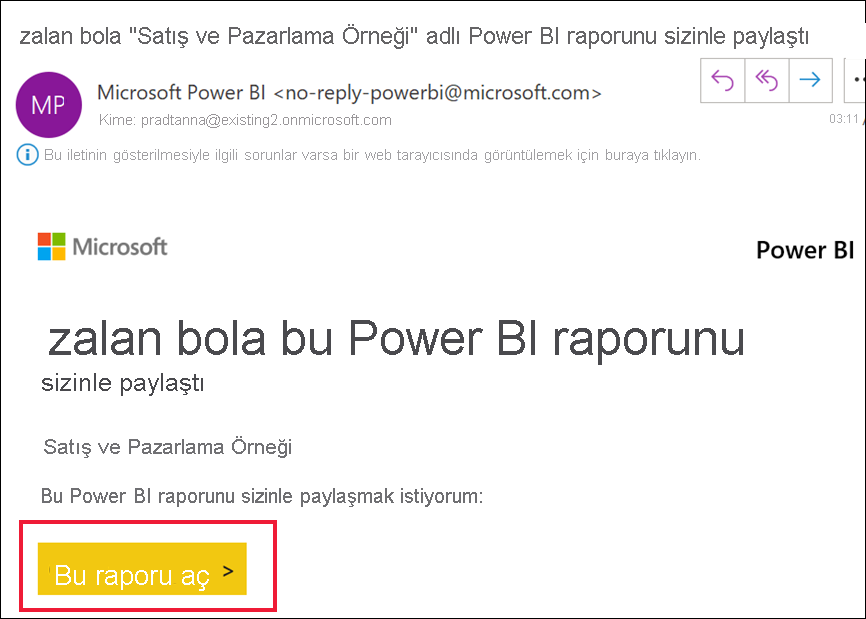 zalan bola "Satış ve Pazarlama Örneği" adlı Power BI raporunu sizinle paylaştı
MP
Microsoft Power BI <no-reply-powerbi@microsoft.com>
Kime: pradtanna@existing2.onmicrosoft.com
03:11
Bu iletinin gösterilmesiyle ilgili sorunlar varsa bir web tarayıcısında görüntülemek için buraya tıklayın.
Microsoft
Power BI
zalan bola bu Power BI raporunu
sizinle paylaştı
Satış ve Pazarlama Örneği
Bu Power BI raporunu sizinle paylaşmak istiyorum:
Bu raporu aç >